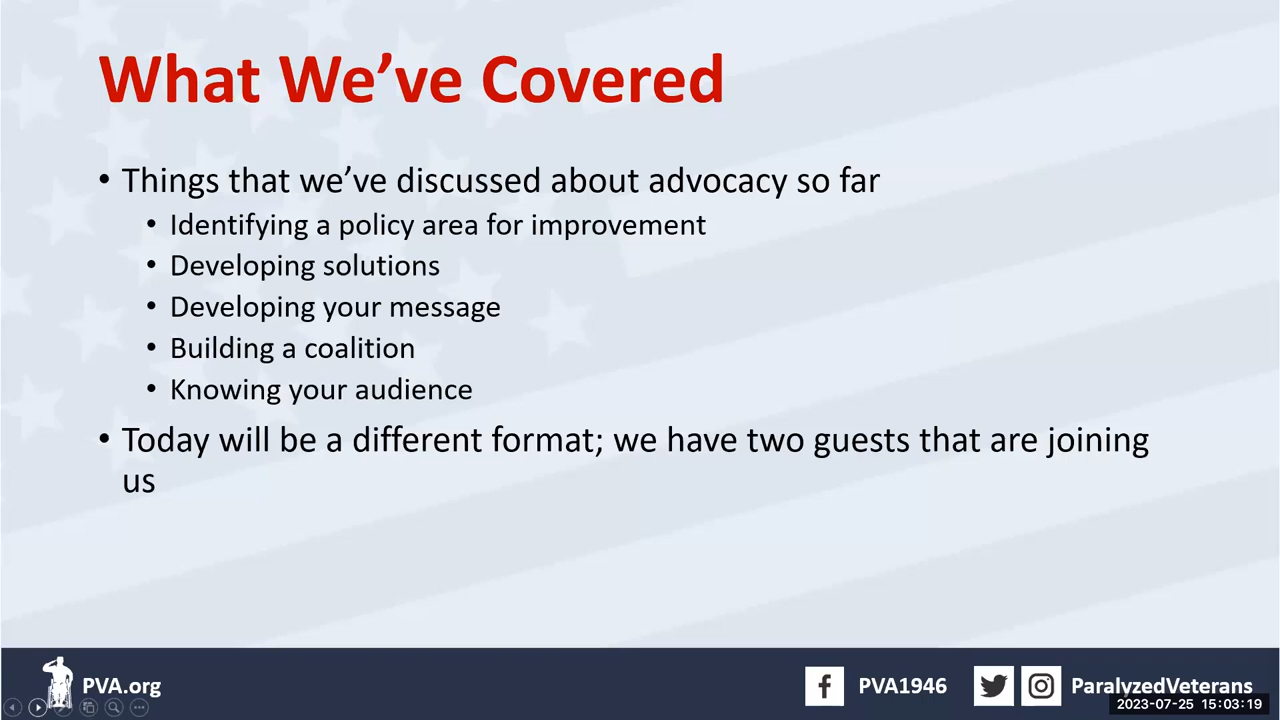 What We’ve Covered
• Things that we’ve discussed about advocacy so far
• Identifying a policy area for improvement
• Developing solutions
• Developing your message
• Building a coalition
• Knowing your audience
• Today will be a different format; we have two guests that are joining
us
PVA.org
PVA1946
ParalyzedVeterans
2023-07-25 15:03:19